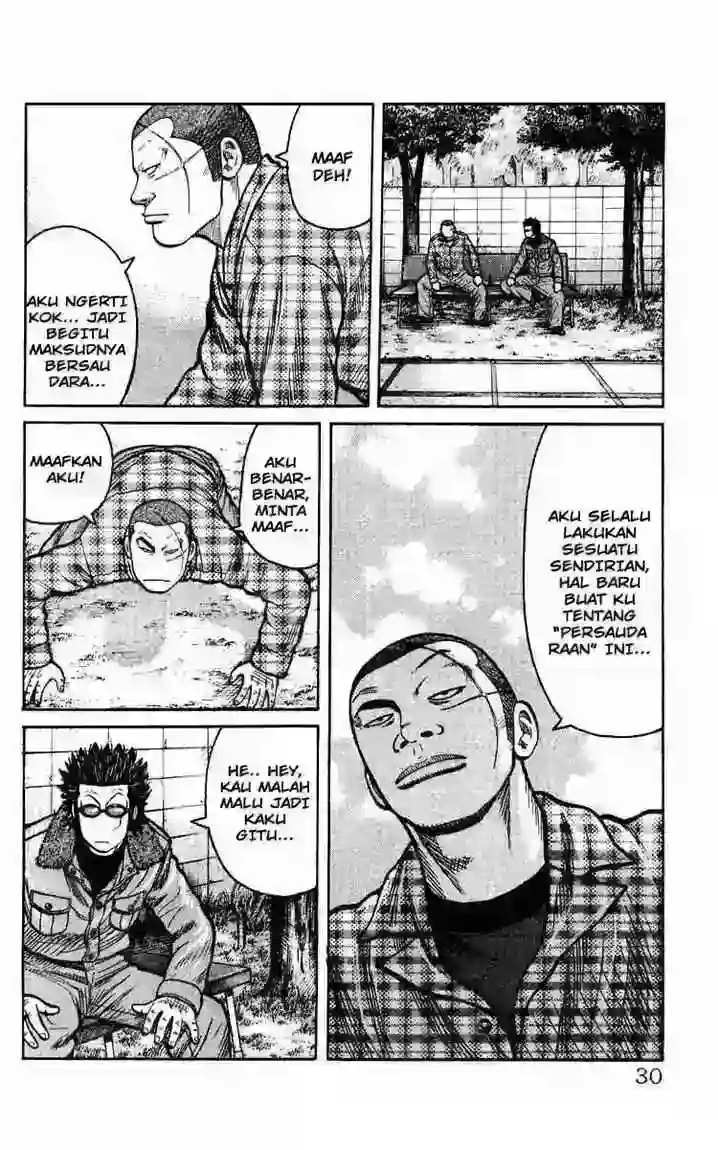 MAAF
DEH!
AKU NGERTI
KOK... JADI
BEGITU
MAKSUDNYA
BERSAU
DARA...
AKU SELALU
LAKUKAN
SESUATU
SENDIRIAN,
HAL BARU
BUAT KU
TENTANG
"PERSAUDA
RAAN" INI...
AKU
BENAR-
BENAR,
MINTA
MAAF...
MAAFKAN
AKU!
HE.. HEY,
KAU MALAH
MALU JADI
KAKU
GITU...
30